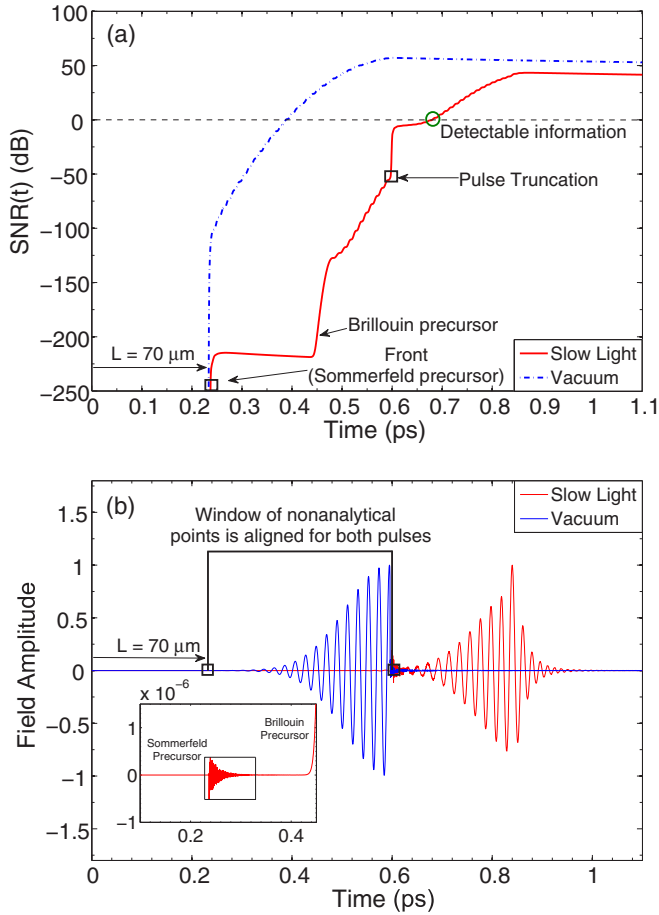 (a)
50
0
−50
−100
−150
−200
−250
SNR(t) (dB)
Detectable information
Pulse Truncation
Brillouin precursor
L = 70 μm
Front
(Sommerfeld precursor)
Slow Light
Vacuum
0 0.1 0.2 0.3 0.4 0.5 0.6 0.7 0.8 0.9 1 1.1
Time (ps)
(b)
Slow Light
Vacuum
Window of nonanalytical
points is aligned for both pulses
1.5
1
0.5
0
−0.5
−1
−1.5
Field Amplitude
L = 70 μm
x 10⁻⁶
1
0
−1
Sommerfeld
Precursor
Brillouin
Precursor
0.2 0.4
0 0.2 0.4 0.6 0.8 1
Time (ps)